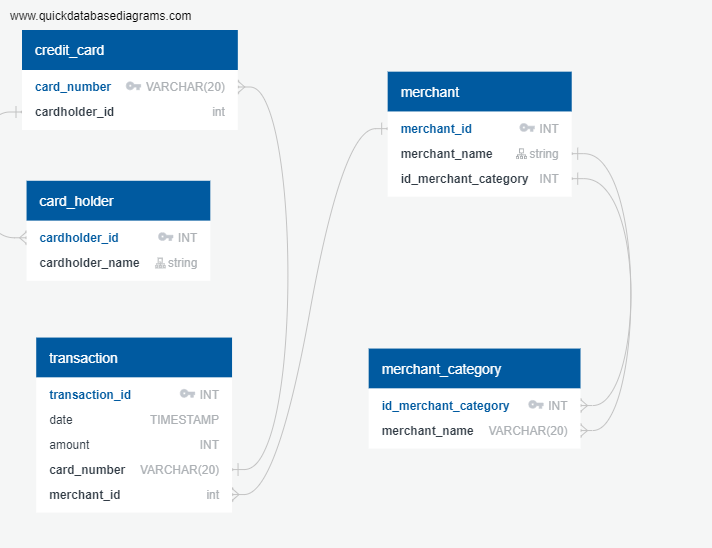 www.quickdatabasediagrams.com
credit_card
card_number VARCHAR(20)
cardholder_id int
card_holder
cardholder_id INT
cardholder_name string
transaction
transaction_id INT
date TIMESTAMP
amount INT
card_number VARCHAR(20)
merchant_id int
merchant
merchant_id INT
merchant_name string
id_merchant_category INT
merchant_category
id_merchant_category INT
merchant_name VARCHAR(20)